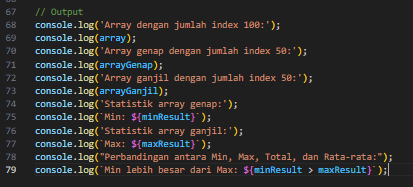 67 // Output
68 console.log('Array dengan jumlah index 100:');
69 console.log(array);
70 console.log('Array genap dengan jumlah index 50:');
71 console.log(arrayGenap);
72 console.log('Array ganjil dengan jumlah index 50:');
73 console.log(arrayGanjil);
74 console.log('Statistik array genap:');
75 console.log(`Min: ${minResult}`);
76 console.log('Statistik array ganjil:');
77 console.log(`Max: ${maxResult}`);
78 console.log("Perbandingan antara Min, Max, Total, dan Rata-rata:");
79 console.log(`Min lebih besar dari Max: ${minResult > maxResult}`);